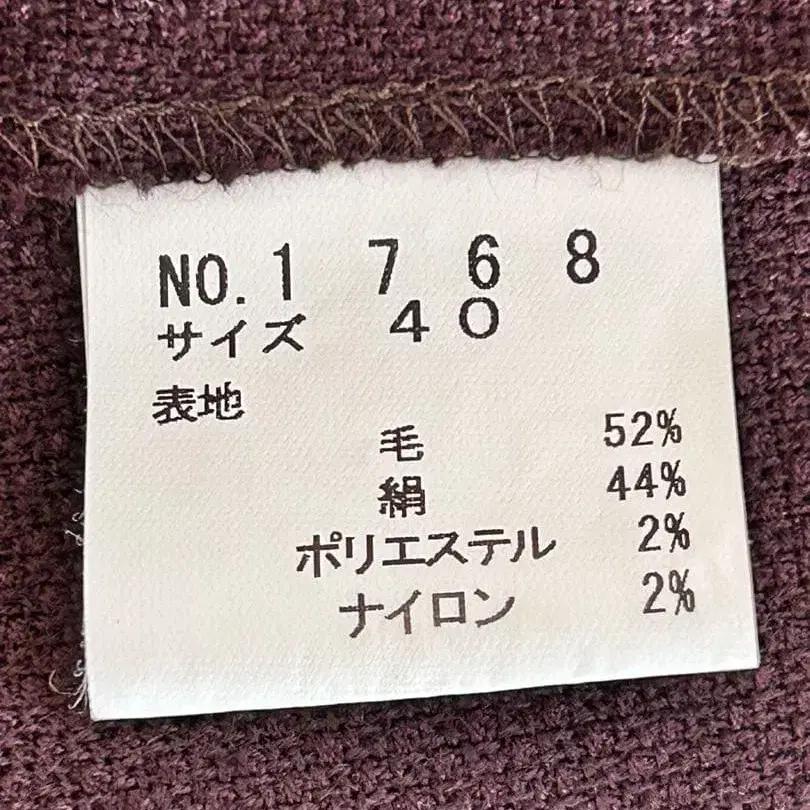 NO.1 7 6 8
サイズ 40
表地
毛 52%
絹 44%
ポリエステル 2%
ナイロン 2%